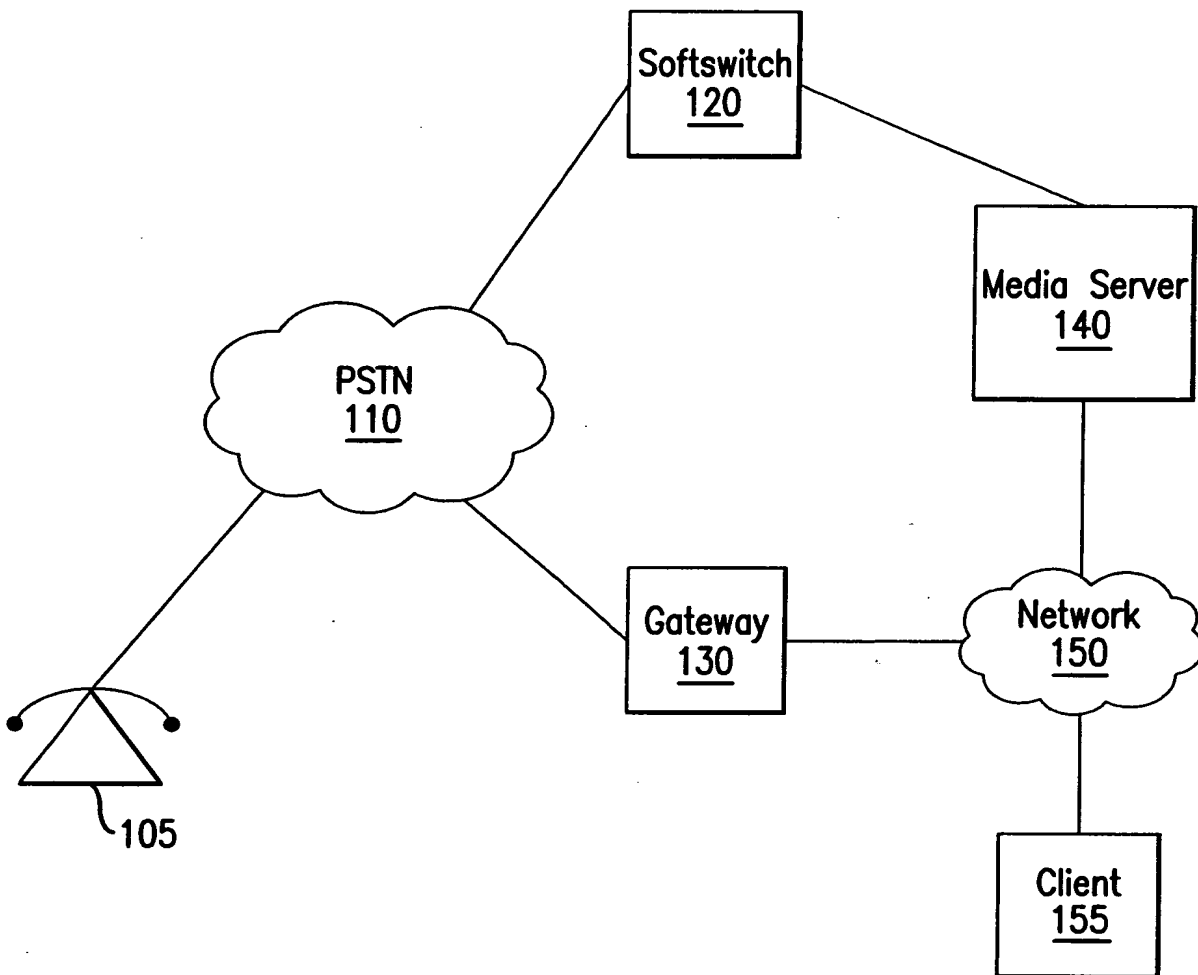 Softswitch
120
Media Server
140
PSTN
110
Gateway
130
Network
150
105
Client
155